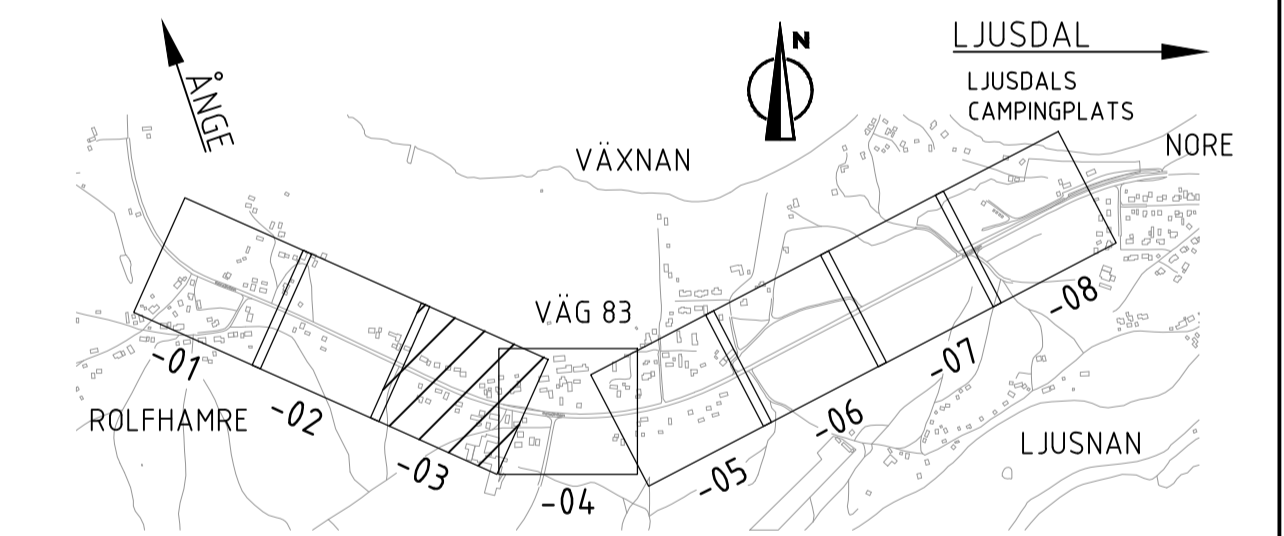 LJUSDAL
N
ÅNGE
LJUSDALS
CAMPINGPLATS
NORE
VÄXNAN
VÄG 83
-01
-02
-03
-04
-05
-06
-07
-08
ROLFHAMRE
LJUSNAN